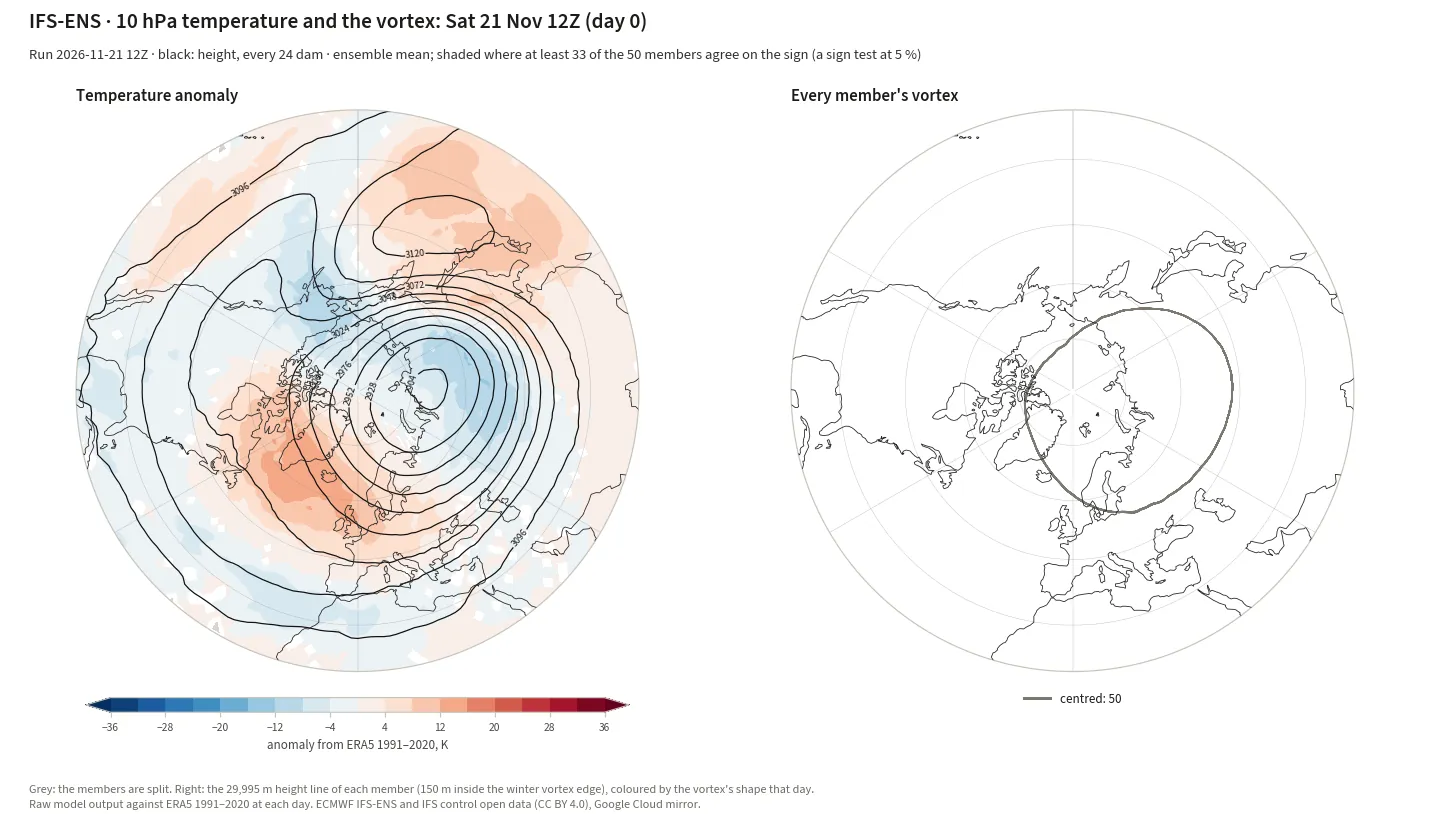 IFS-ENS · 10 hPa temperature and the vortex: Sat 21 Nov 12Z (day 0)
Run 2026-11-21 12Z · black: height, every 24 dam · ensemble mean; shaded where at least 33 of the 50 members agree on the sign (a sign test at 5 %)
Temperature anomaly
Every member's vortex
3096
3120
3072
3048
3024
2976
2952
2928
2904
3096
−36 −28 −20 −12 −4 4 12 20 28 36
anomaly from ERA5 1991–2020, K
centred: 50
Grey: the members are split. Right: the 29,995 m height line of each member (150 m inside the winter vortex edge), coloured by the vortex's shape that day.
Raw model output against ERA5 1991–2020 at each day. ECMWF IFS-ENS and IFS control open data (CC BY 4.0), Google Cloud mirror.